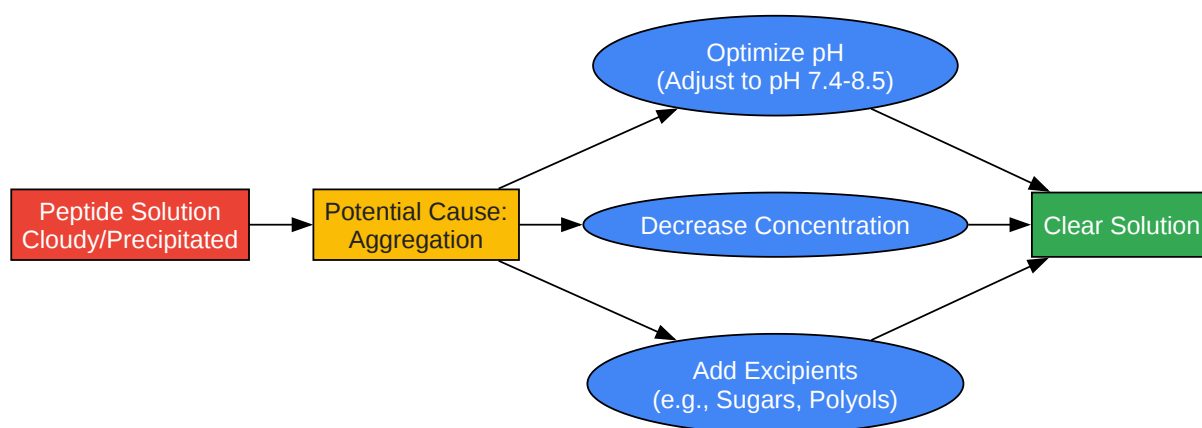 Peptide Solution
Cloudy/Precipitated
Potential Cause:
Aggregation
Optimize pH
(Adjust to pH 7.4-8.5)
Decrease Concentration
Add Excipients
(e.g., Sugars, Polyols)
Clear Solution